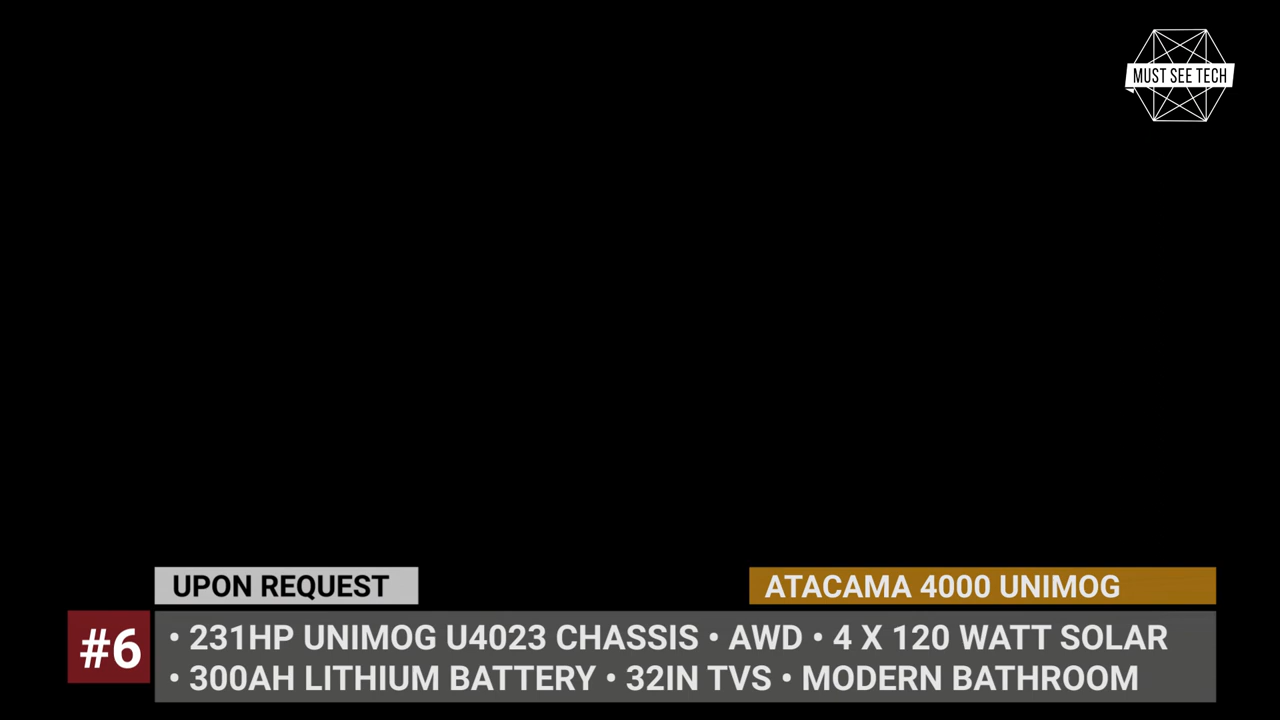 MUST SEE TECH
UPON REQUEST
ATACAMA 4000 UNIMOG
#6
• 231HP UNIMOG U4023 CHASSIS • AWD • 4 X 120 WATT SOLAR
• 300AH LITHIUM BATTERY • 32IN TVS • MODERN BATHROOM